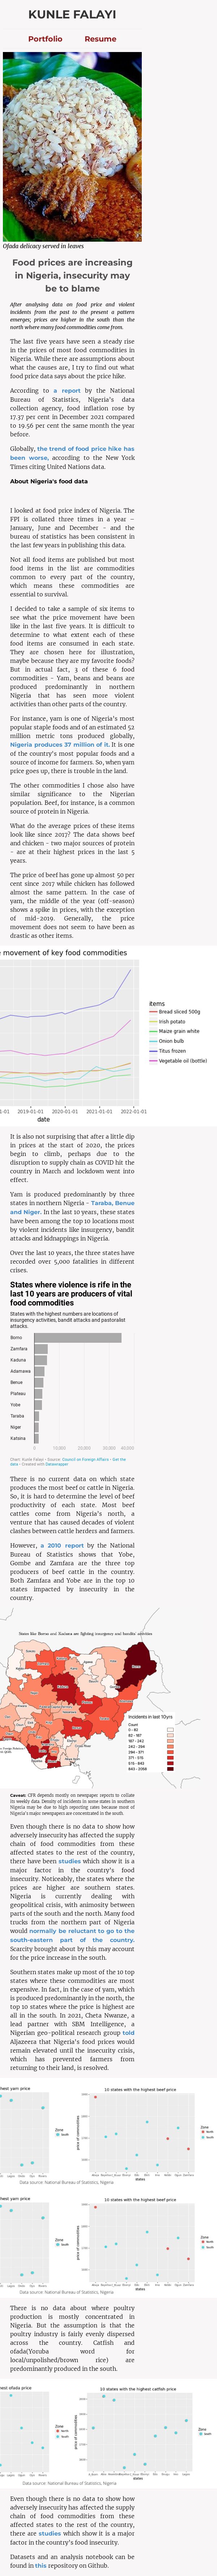 KUNLE FALAYI
Portfolio Resume
Ofada delicacy served in leaves
Food prices are increasing
in Nigeria, insecurity may
be to blame
After analysing data on food price and violent
incidents from the past to the present a pattern
emerges; prices are higher in the south than the
north where many food commodities come from.
The last five years have seen a steady rise
in the prices of most food commodities in
Nigeria. While there are assumptions about
what the causes are, I try to find out what
food price data says about the price hike.
According to a report by the National
Bureau of Statistics, Nigeria's data
collection agency, food inflation rose by
17.37 per cent in December 2021 compared
to 19.56 per cent the same month the year
before.
Globally, the trend of food price hike has
been worse, according to the New York
Times citing United Nations data.
About Nigeria's food data
I looked at food price index of Nigeria. The
FPI is collated three times in a year –
January, June and December - and the
bureau of statistics has been consistent in
the last few years in publishing this data.
Not all food items are published but most
food items in the list are commodities
common to every part of the country,
which means these commodities are
essential to survival.
I decided to take a sample of six items to
see what the price movement have been
like in the last five years. It is difficult to
determine to what extent each of these
food items are consumed in each state.
They are chosen here for illustration,
maybe because they are my favorite foods?
But in actual fact, 3 of these 6 food
commodities - Yam, beans and beans are
produced predominantly in northern
Nigeria that has seen more violent
activities than other parts of the country.
For instance, yam is one of Nigeria's most
common staple food and of an estimated 52
million metric tons produced globally,
Nigeria produces 37 million of it. It is one
of the country's most popular foods and a
source of income for farmers. So, when yam
price goes up, there is trouble in the land.
The other commodities I chose also have
similar significance to the Nigerian
population. Beef, for instance, is a common
source of protein in Nigeria.
What do the average prices of these items
look like since 2017? The data shows beef
and chicken - two major sources of protein
- are at their highest prices in the last 5
years.
The price of beef has gone up almost 50 per
cent since 2017 while chicken has followed
almost the same pattern. In the case of
yam, the middle of the year (off-season)
shows a spike in prices, with the exception
of mid-2019. Generally, the price
movement does not seem to have been as
drastic as other items.
movement of key food commodities
items
Bread sliced 500g
Irish potato
Maize grain white
Onion bulb
Titus frozen
Vegetable oil (bottle)
-01-01 2019-01-01 2020-01-01 2021-01-01 2022-01-01
date
It is also not surprising that after a little dip
in prices at the start of 2020, the prices
begin to climb, perhaps due to the
disruption to supply chain as COVID hit the
country in March and lockdown went into
effect.
Yam is produced predominantly by three
states in northern Nigeria - Taraba, Benue
and Niger. In the last 10 years, these states
have been among the top 10 locations most
by violent incidents like insurgency, bandit
attacks and kidnappings in Nigeria.
Over the last 10 years, the three states have
recorded over 5,000 fatalities in different
crises.
States where violence is rife in the
last 10 years are producers of vital
food commodities
States with the highest numbers are locations of
insurgency activities, bandit attacks and pastoralist
attacks.
Borno
Zamfara
Kaduna
Adamawa
Benue
Plateau
Yobe
Taraba
Niger
Katsina
0 10,000 20,000 30,000 40,000
Chart: Kunle Falayi • Source: Council on Foreign Affairs • Get the
data • Created with Datawrapper
There is no current data on which state
produces the most beef or cattle in Nigeria.
So, it is hard to determine the level of beef
productivity of each state. Most beef
cattles come from Nigeria's north, a
venture that has caused decades of violent
clashes between cattle herders and farmers.
However, a 2010 report by the National
Bureau of Statistics shows that Yobe,
Gombe and Zamfara are the three top
producers of beef cattle in the country.
Both Zamfara and Yobe are in the top 10
states impacted by insecurity in the
country.
States like Borno and Zamfara are fighting insurgency and bandits' activities
Incidents in last 10yrs
Count
0 - 82
82 - 187
187 - 242
242 - 294
294 - 371
371 - 576
576 - 843
843 - 2058
Caveat: CFR depends mostly on newspaper reports to collate
its weekly data. Number of incidents in some states in southern
Nigeria may be due to high reporting rates because most of
Nigeria's major newspapers are concentrated in the south.
Even though there is no data to show how
adversely insecurity has affected the supply
chain of food commodities from these
affected states to the rest of the country,
there have been studies which show it is a
major factor in the country's food
insecurity. Noticeably, the states where the
prices are higher are southern states.
Nigeria is currently dealing with
geopolitical crisis, with animosity between
parts of the south and north. Many food
trucks from the northern part of Nigeria
would normally be reluctant to go to the
south-eastern part of the country.
Scarcity brought about by this may account
for the price increase in the south.
Southern states make up most of the 10 top
states where these commodities are more
expensive. In fact, in the case of yam, which
is produced predominantly in the north, the
top 10 states where the price is highest are
all in the south. In 2021, Cheta Nwanze, a
lead partner with SBM Intelligence, a
Nigerian geo-political research group told
Aljazeera that Nigeria's food woes would
remain elevated until the insecurity crisis,
which has prevented farmers from
returning to their land, is resolved.
hest yam price 10 states with the highest beef price
Zone
South
Zone
North
South
states
Data source: National Bureau of Statistics, Nigeria
hest yam price 10 states with the highest beef price
Zone
South
Zone
North
South
states
Data source: National Bureau of Statistics, Nigeria
There is no data about where poultry
production is mostly concentrated in
Nigeria. But the assumption is that the
poultry industry is fairly evenly dispersed
across the country. Catfish and
ofada(Yoruba word for
local/unpolished/brown rice) are
predominantly produced in the south.
hest ofada price 10 states with the highest catfish price
Zone
North
South
Zone
South
states
Data source: National Bureau of Statistics, Nigeria
Even though there is no data to show how
adversely insecurity has affected the supply
chain of food commodities from these
affected states to the rest of the country,
there are studies which show it is a major
factor in the country's food insecurity.
Datasets and an analysis notebook can be
found in this repository on Github.